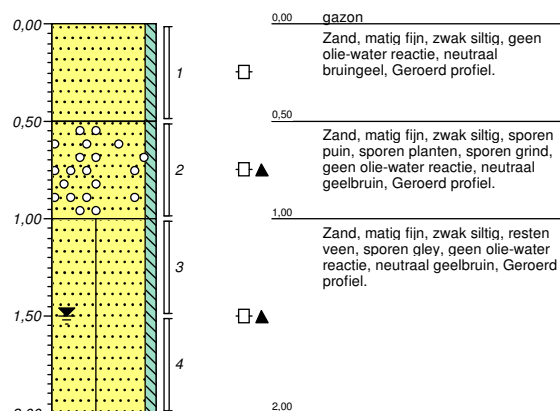 0,00
0,00
gazon
Zand, matig fijn, zwak siltig, geen
olie-water reactie, neutraal
bruingeel, Geroerd profiel.
1
0,50
0,50
Zand, matig fijn, zwak siltig, sporen
puin, sporen planten, sporen grind,
geen olie-water reactie, neutraal
geelbruin, Geroerd profiel.
2
1,00
1,00
Zand, matig fijn, zwak siltig, resten
veen, sporen gley, geen olie-water
reactie, neutraal geelbruin, Geroerd
profiel.
3
1,50
4
2,00
2,00